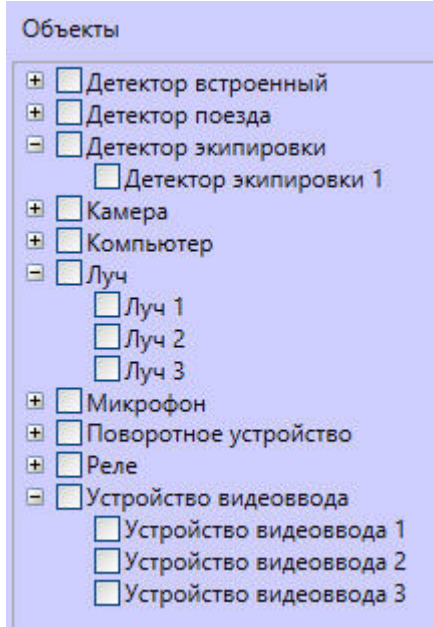 Объекты
Детектор встроенный
Детектор поезда
Детектор экипировки
Детектор экипировки 1
Камера
Компьютер
Луч
Луч 1
Луч 2
Луч 3
Микрофон
Поворотное устройство
Реле
Устройство видеоввода
Устройство видеоввода 1
Устройство видеоввода 2
Устройство видеоввода 3